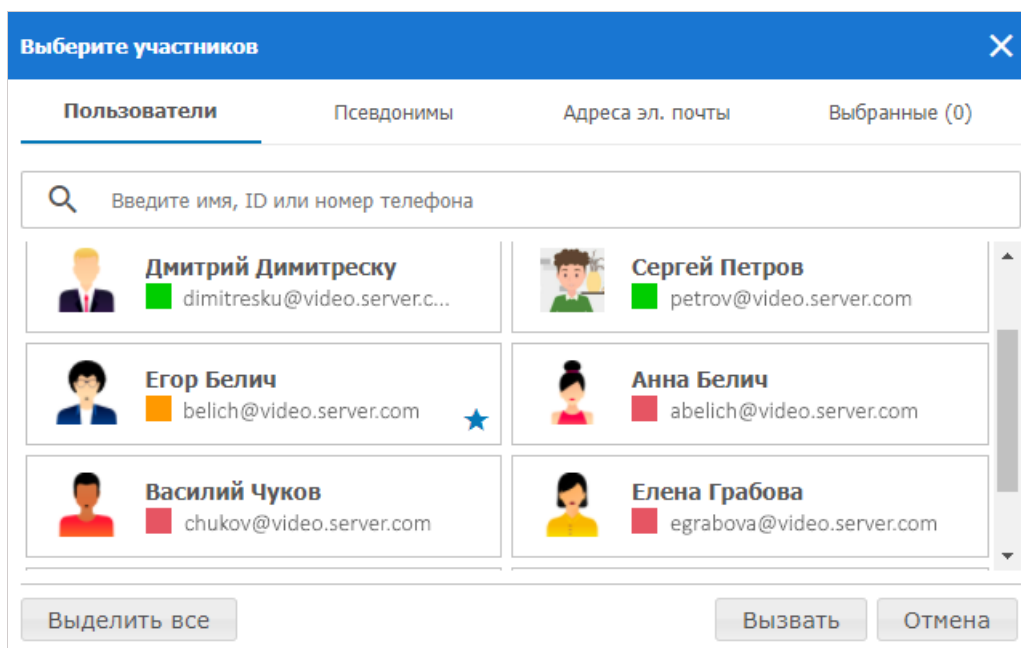 Выберите участников
Пользователи Псевдонимы Адреса эл. почты Выбранные (0)
Введите имя, ID или номер телефона
Дмитрий Димитреску
dimitresku@video.server.c...
Сергей Петров
petrov@video.server.com
Егор Белич
belich@video.server.com
Анна Белич
abelich@video.server.com
Василий Чуков
chukov@video.server.com
Елена Грабова
egrabova@video.server.com
Выделить все Вызвать Отмена